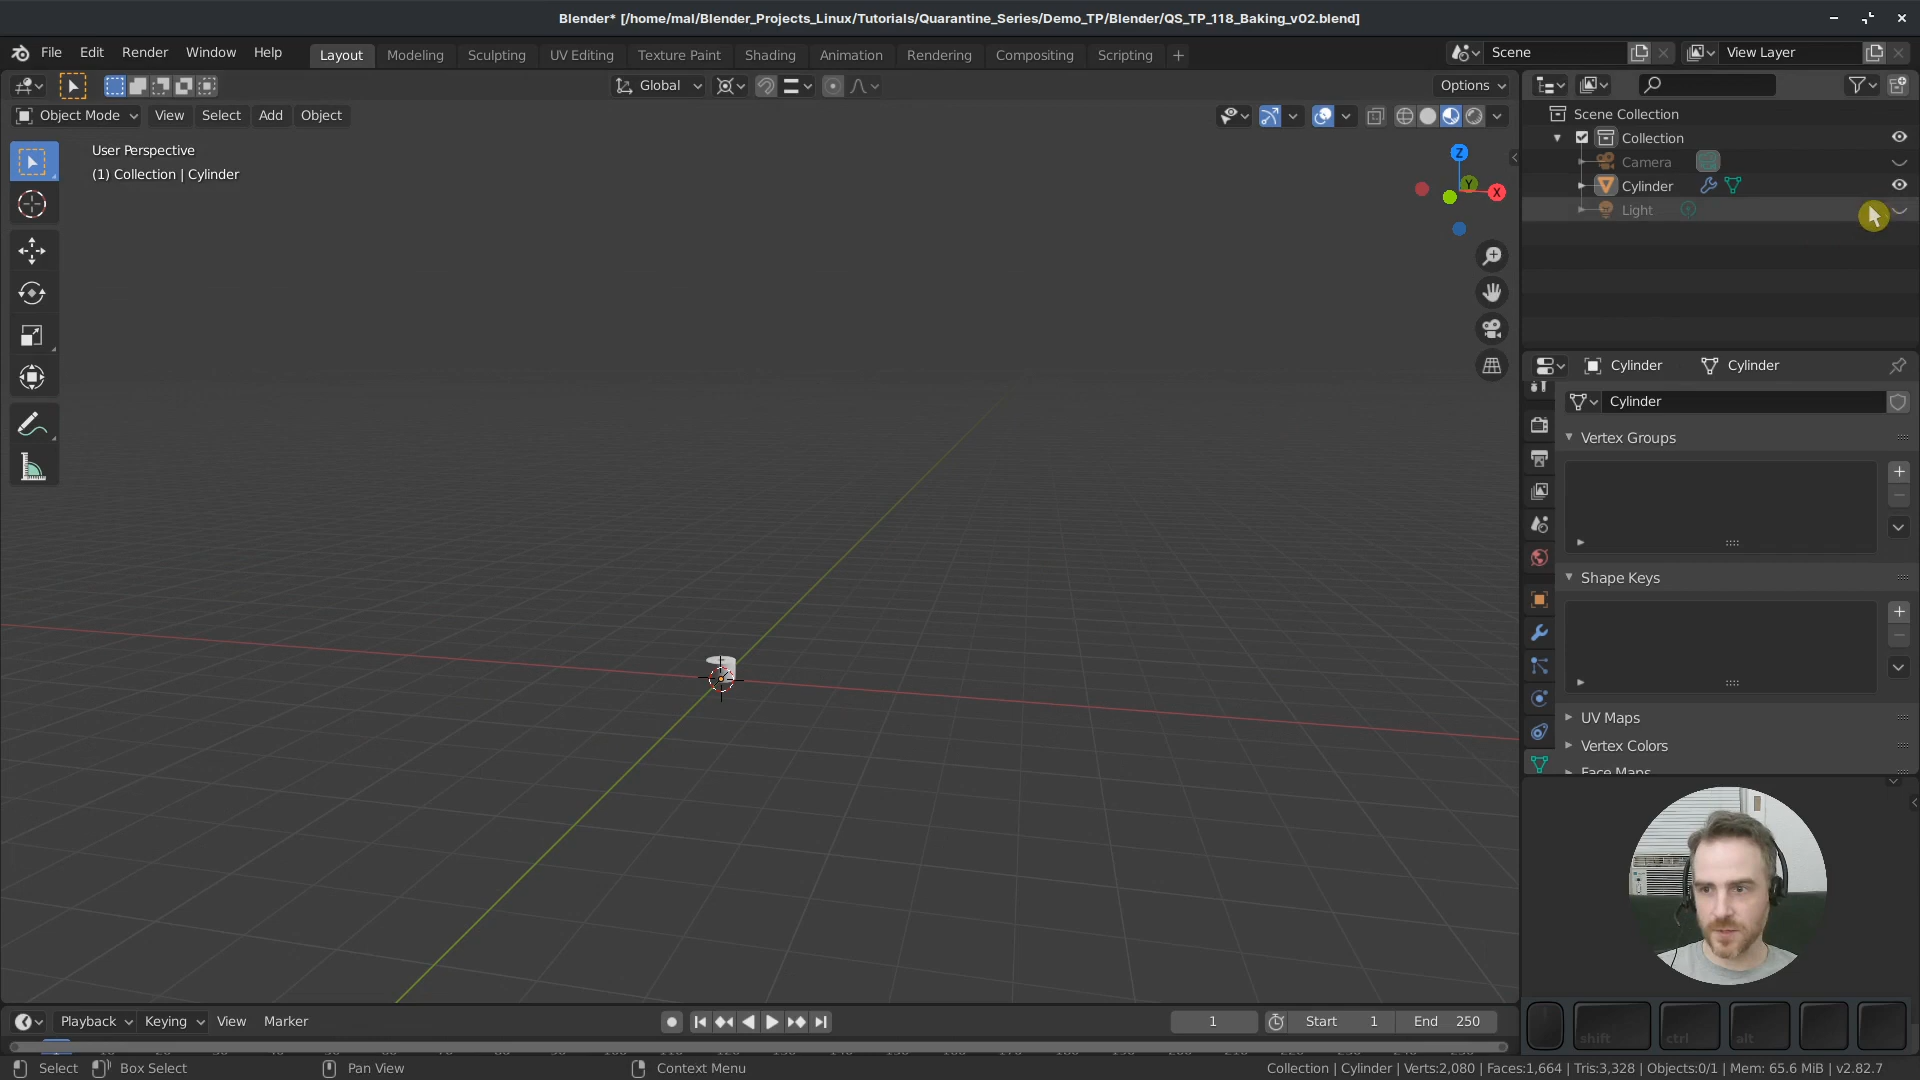 Blender* [/home/mal/Blender_Projects_Linux/Tutorials/Quarantine_Series/Demo_TP/Blender/QS_TP_118_Baking_v02.blend]
File Edit Render Window Help Layout Modeling Sculpting UV Editing Texture Paint Shading Animation Rendering Compositing Scripting + Scene View Layer
Global Options
Object Mode View Select Add Object
User Perspective
(1) Collection | Cylinder
Z
Y
X
Scene Collection
Collection
Camera
Cylinder
Light
Cylinder Cylinder
Cylinder
Vertex Groups
Shape Keys
UV Maps
Vertex Colors
Face Maps
Playback Keying View Marker 1 Start 1 End 250
shift ctrl alt
Select Box Select Pan View Context Menu Collection | Cylinder | Verts:2,080 | Faces:1,664 | Tris:3,328 | Objects:0/1 | Mem: 65.6 MiB | v2.82.7